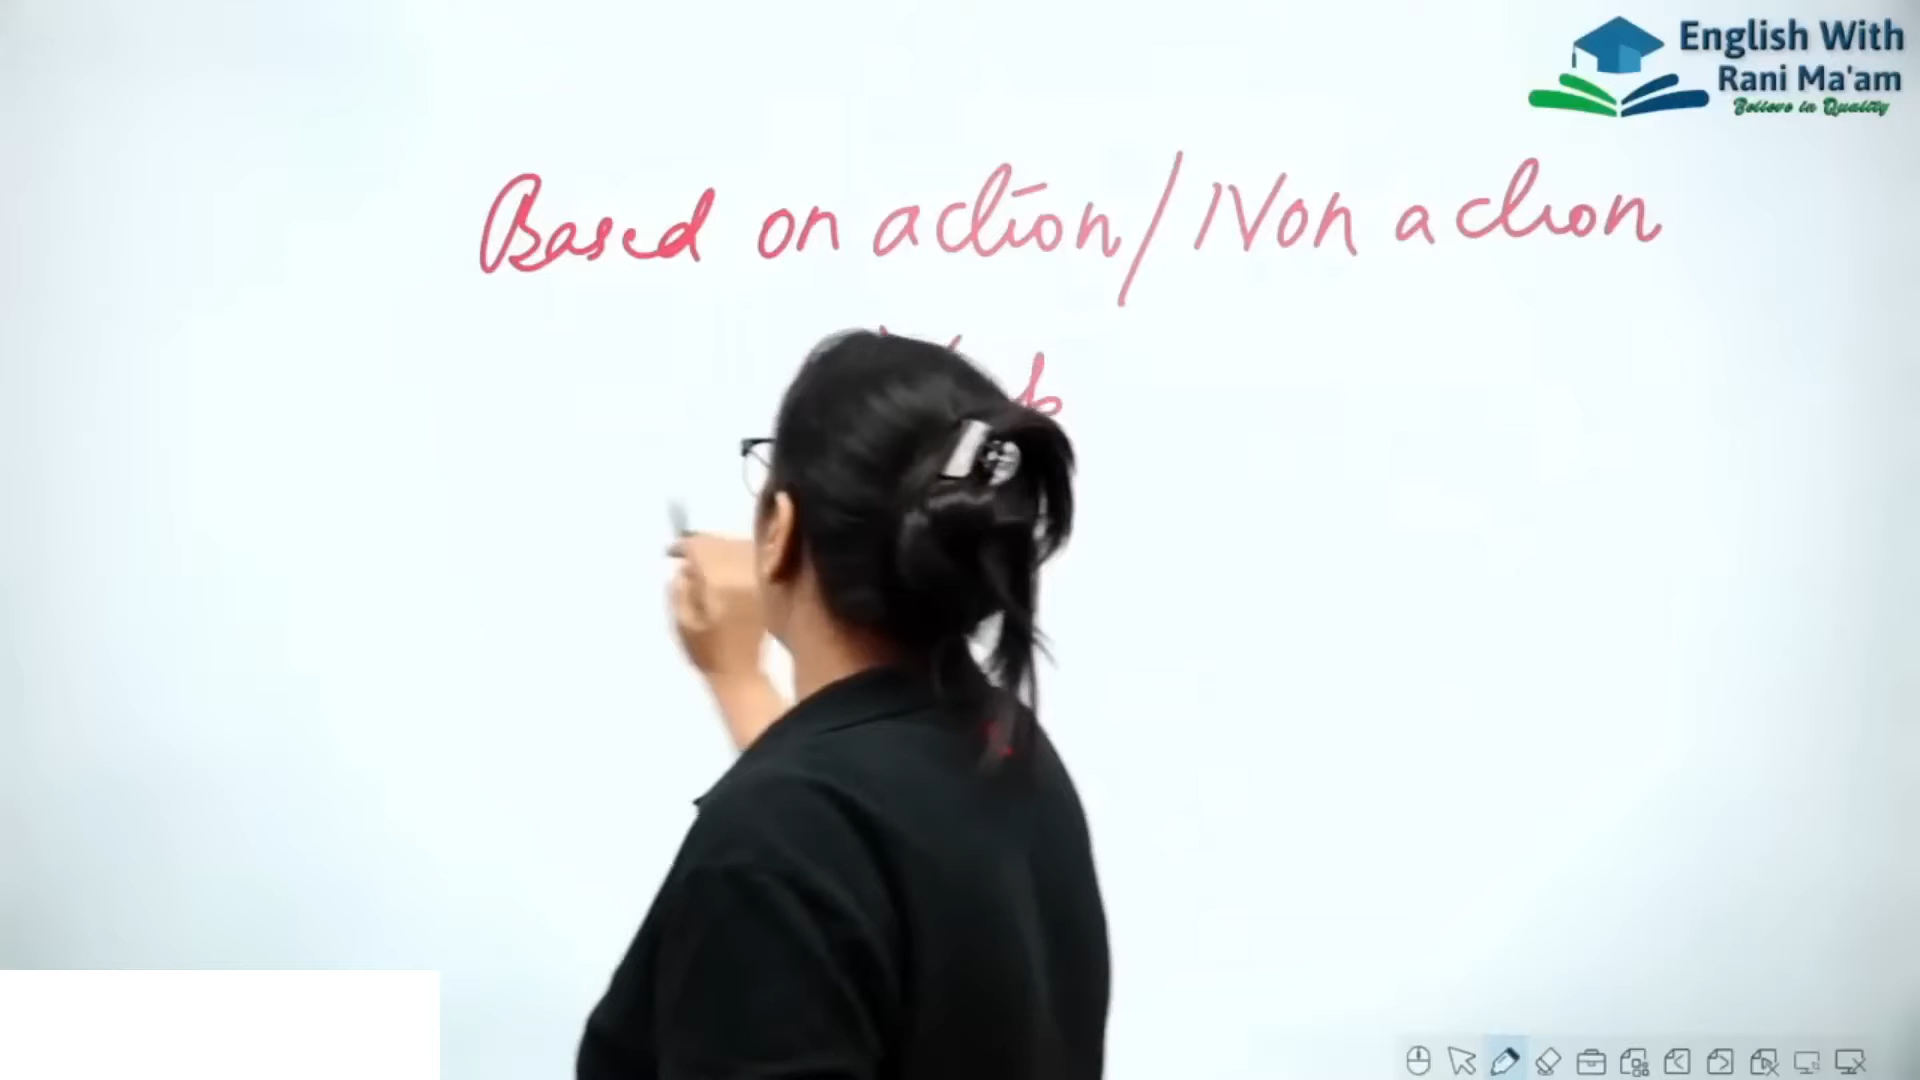 English With
Rani Ma'am
Believe in Quality
Based on action/Non action